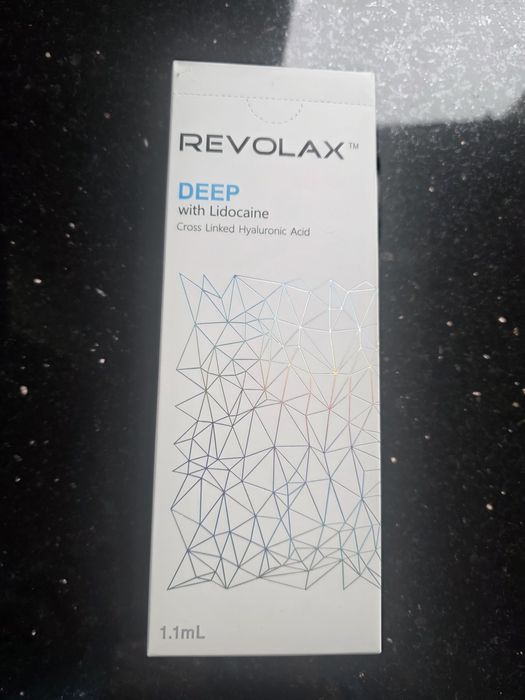 REVOLAX™
DEEP
with Lidocaine
Cross Linked Hyaluronic Acid
1.1mL